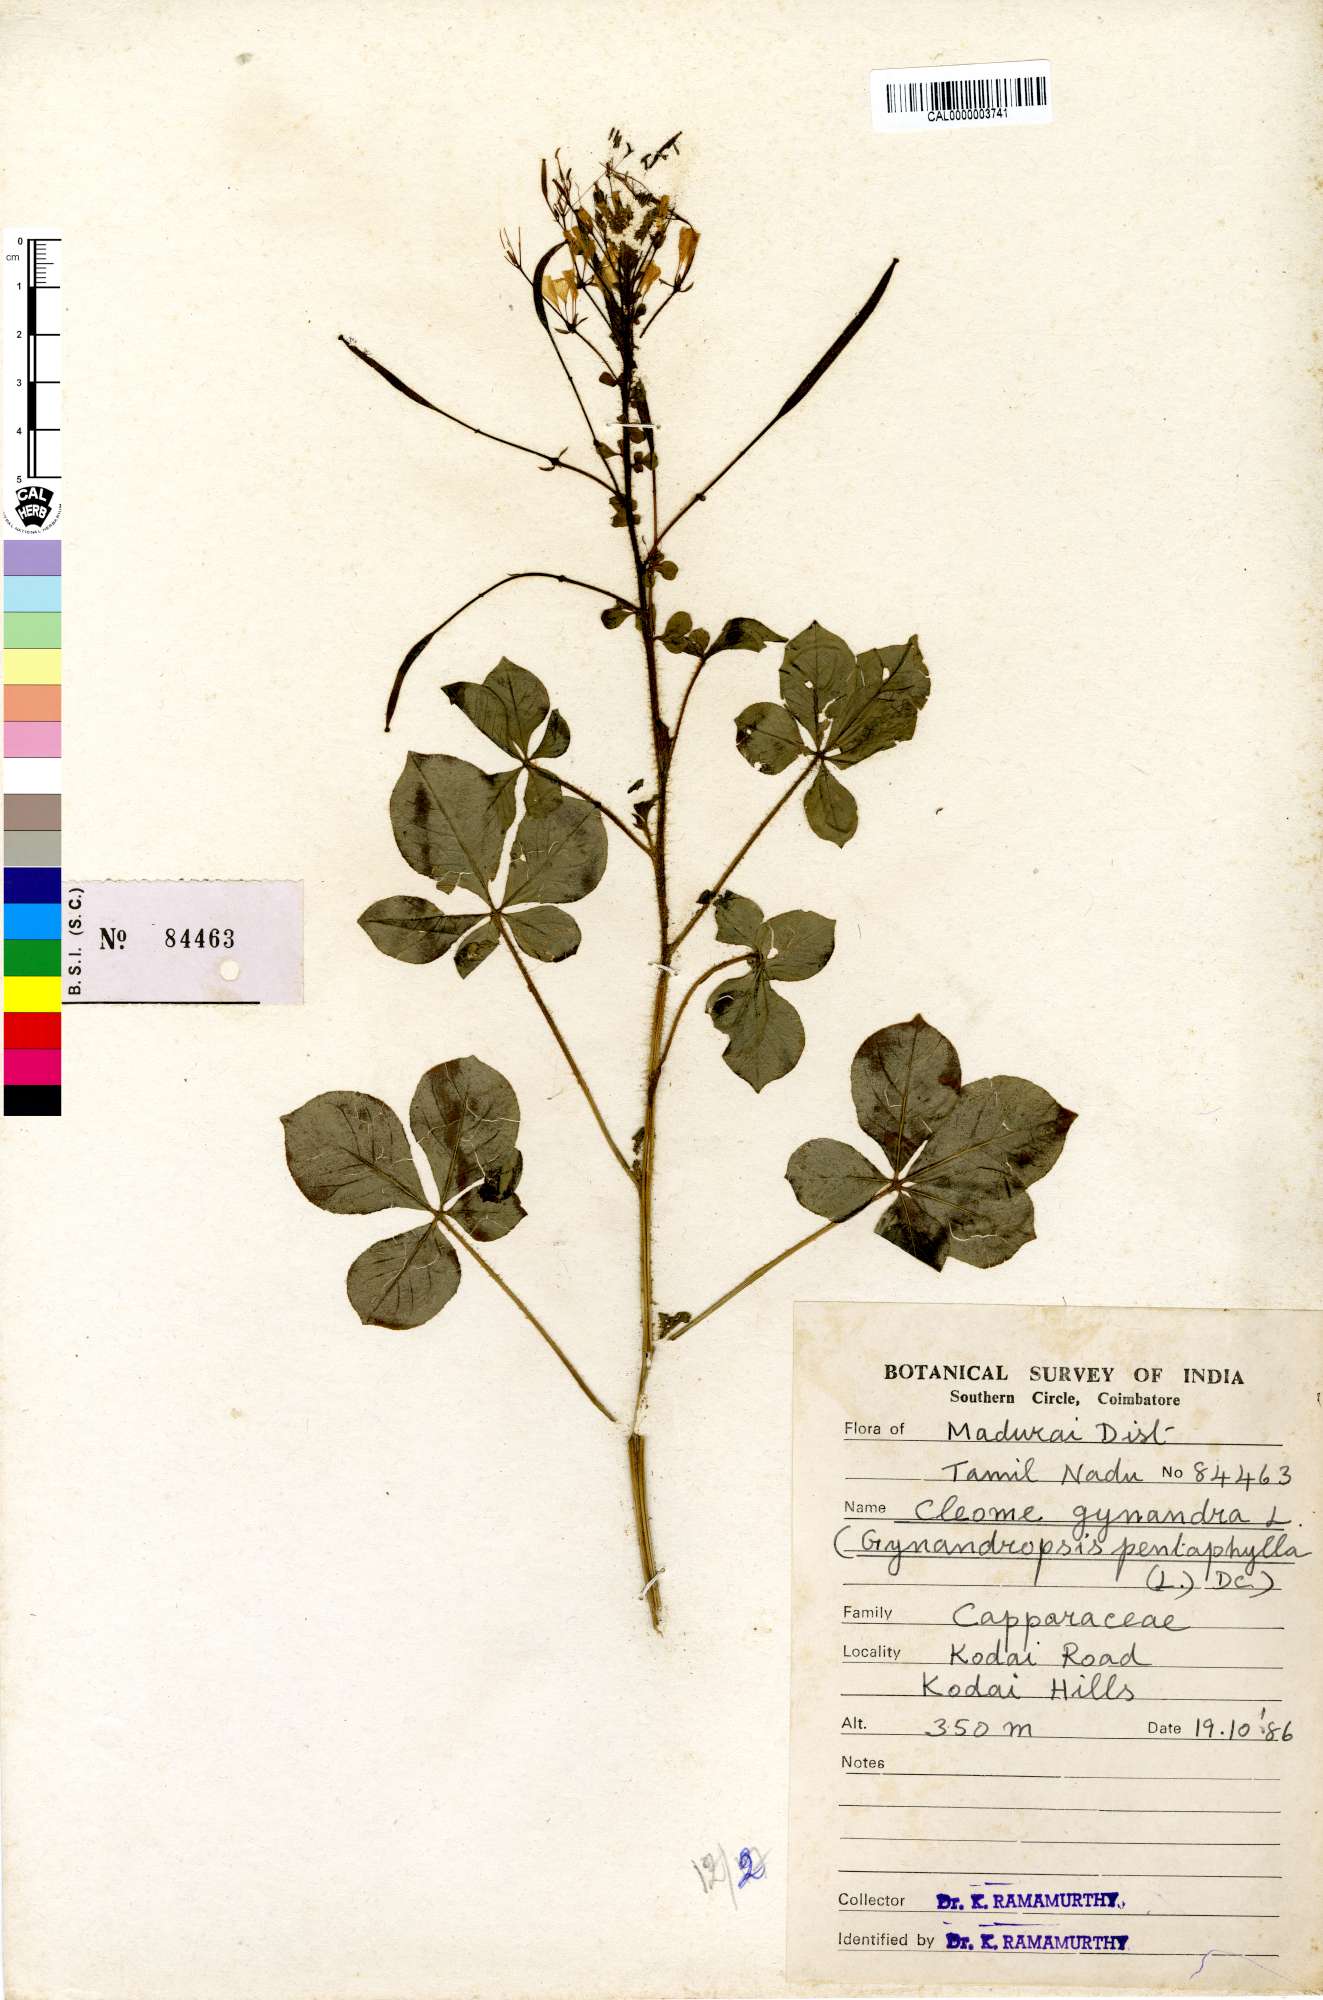 CAL0000003741
0
cm
1
2
3
4
5
CAL
HERB
B. S. I. (S. C.)
No 84463
BOTANICAL SURVEY OF INDIA
Southern Circle, Coimbatore
Flora of Madurai Dist
Tamil Nadu No 84463
Name Cleome gynandra L.
(Gynandropsis pentaphylla
(L.) DC.)
Family Capparaceae
Locality Kodai Road
Kodai Hills
Alt. 350 m Date 19.10.'86
Notes
Collector Dr. K. RAMAMURTHY
Identified by Dr. K. RAMAMURTHY
12/2